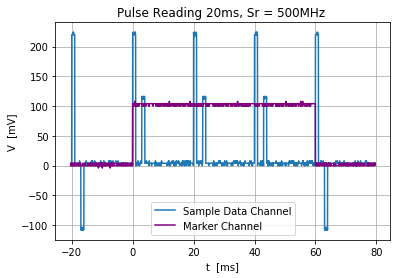 Pulse Reading 20ms, Sr = 500MHz
V [mV]
200
150
100
50
0
−50
−100
Sample Data Channel
Marker Channel
−20
0
20
40
60
80
t [ms]